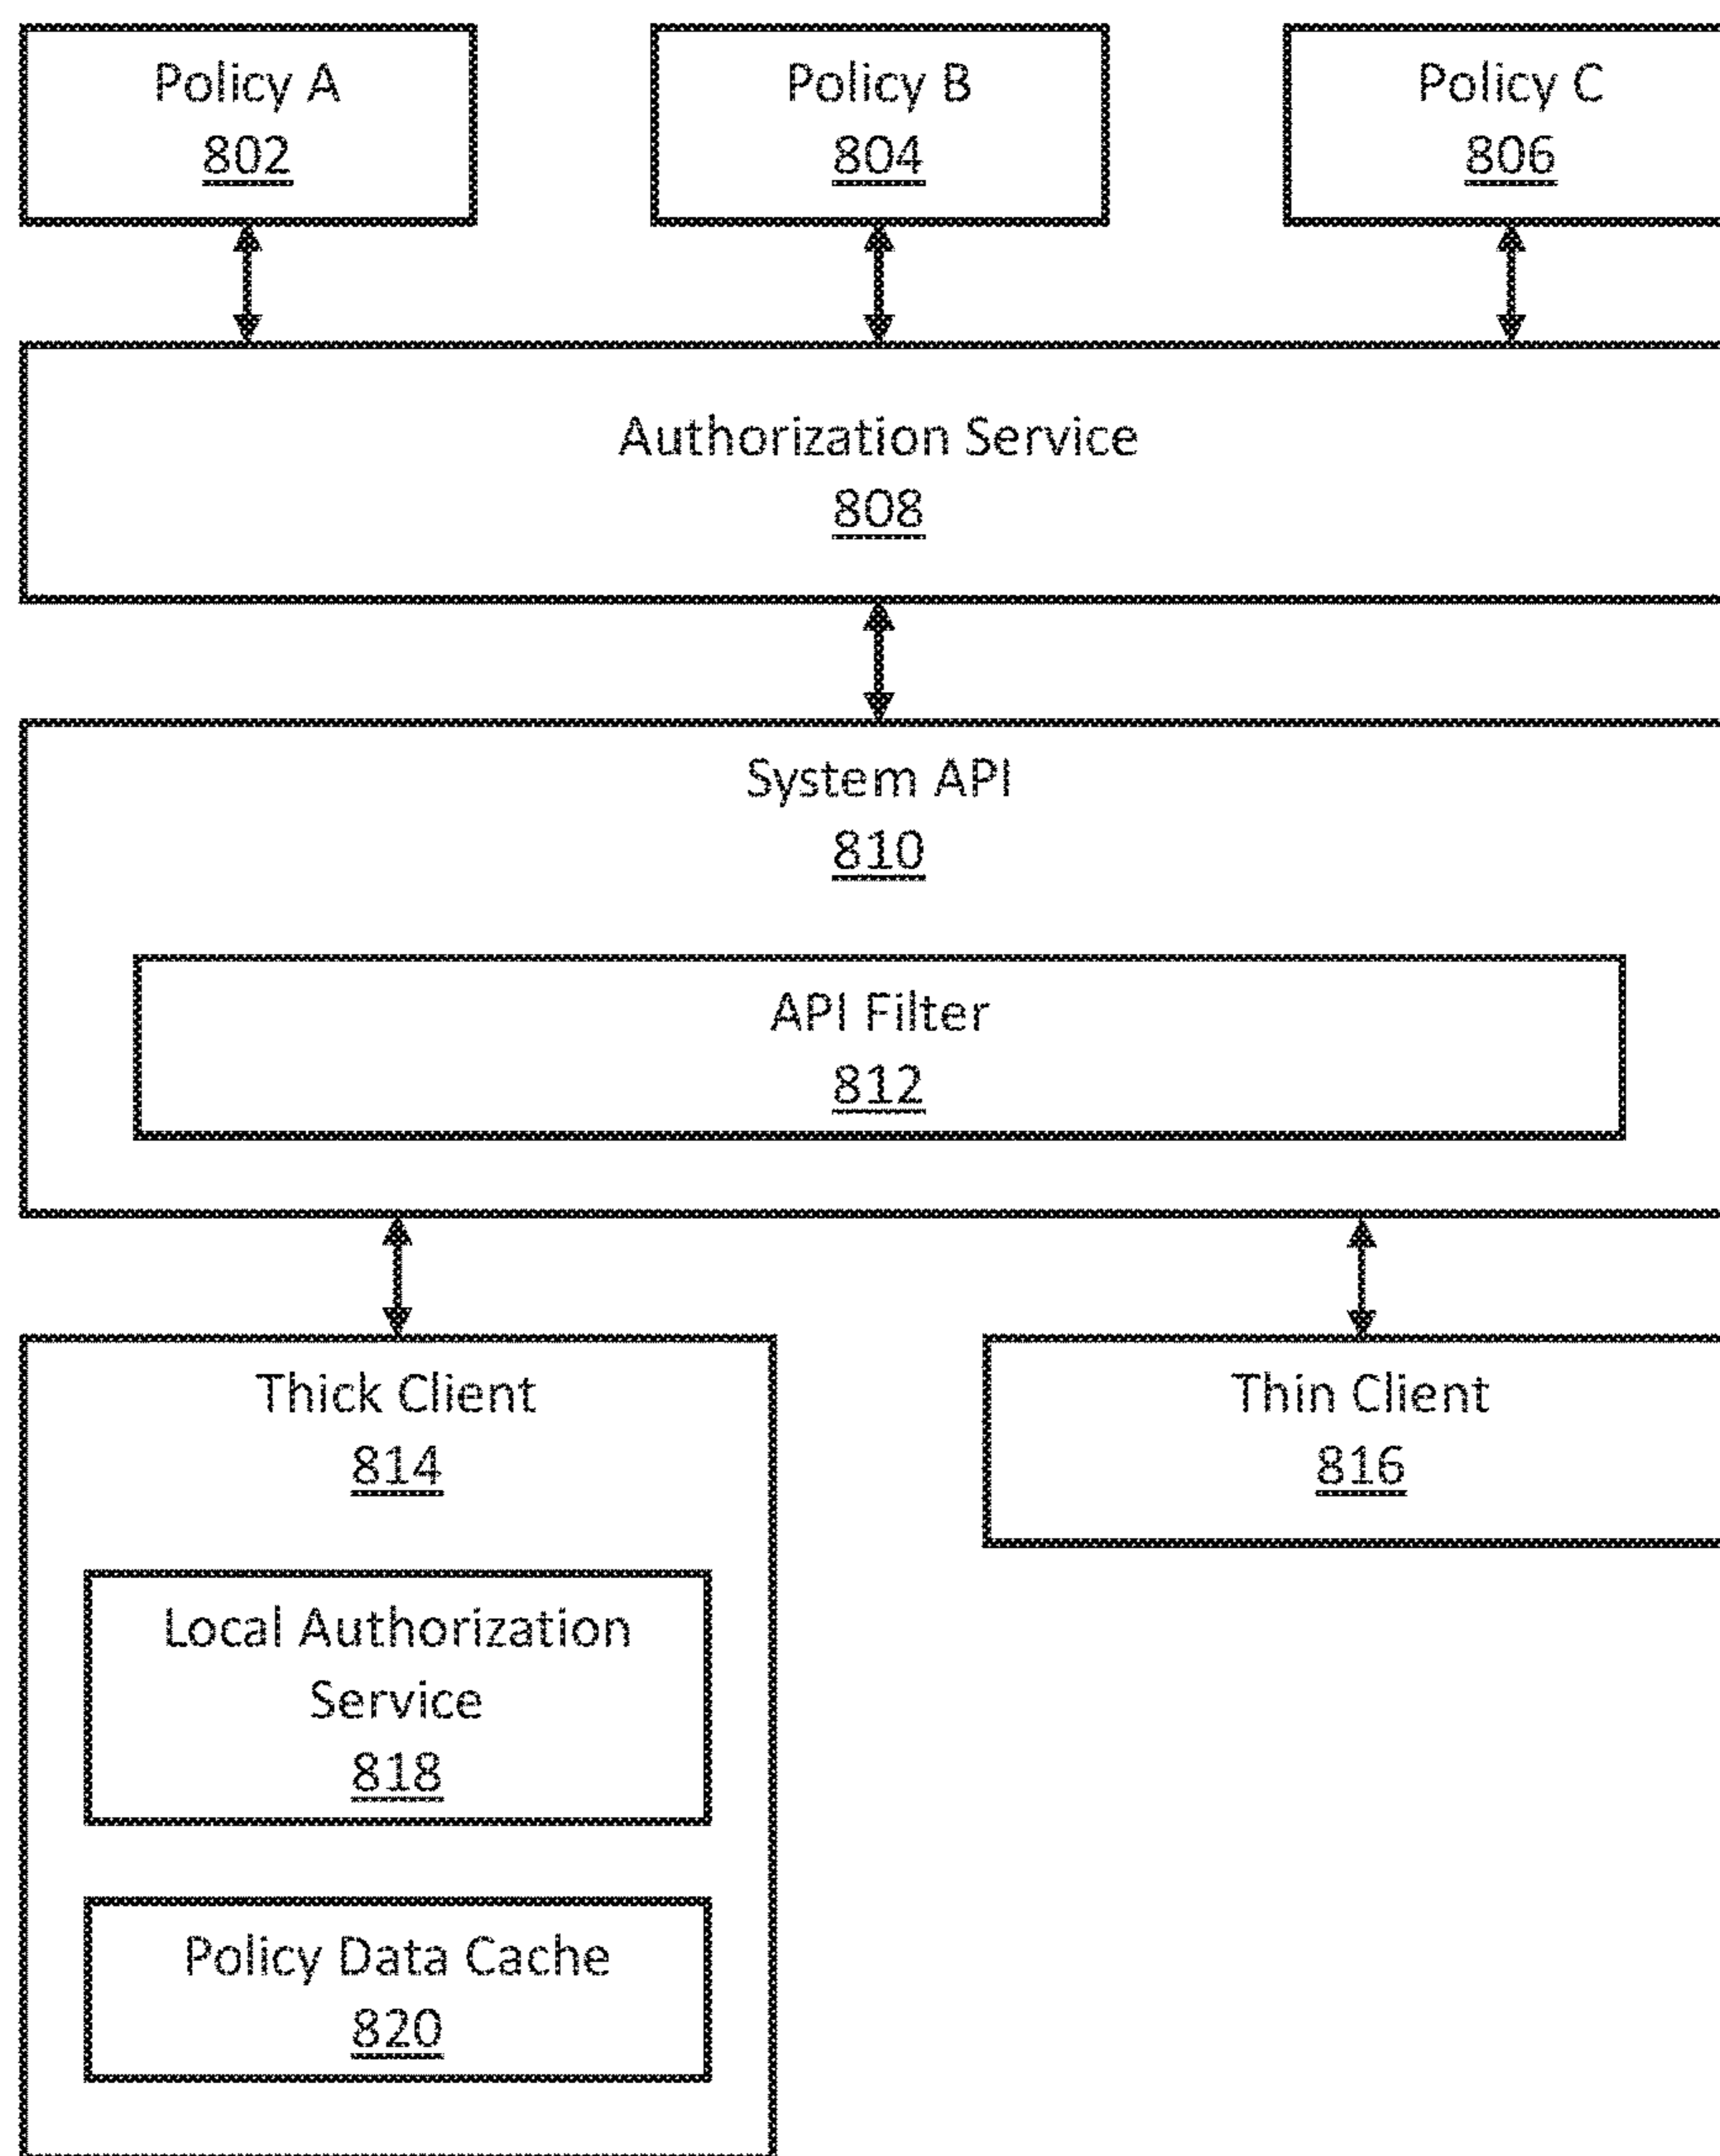 Policy A
802
Policy B
804
Policy C
806
Authorization Service
808
System API
810
API Filter
812
Thick Client
814
Thin Client
816
Local Authorization
Service
818
Policy Data Cache
820